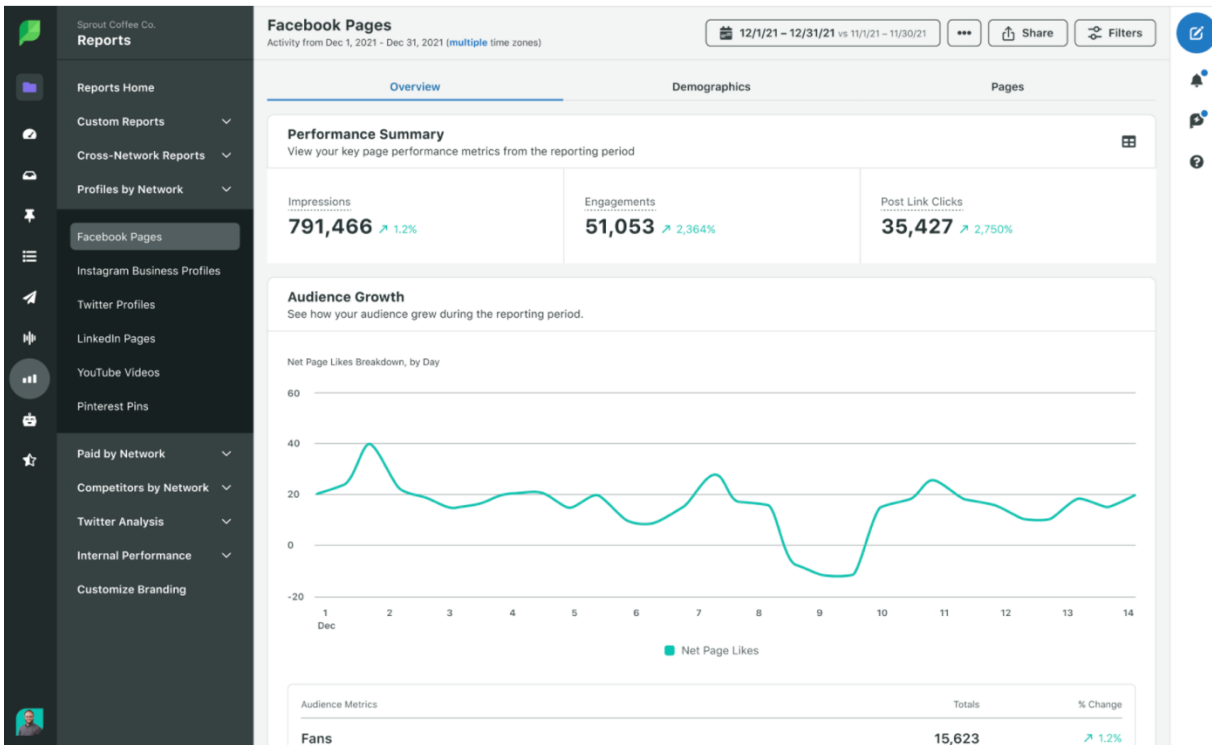 Sprout Coffee Co.
Reports
Reports Home
Custom Reports
Cross-Network Reports
Profiles by Network
Facebook Pages
Instagram Business Profiles
Twitter Profiles
LinkedIn Pages
YouTube Videos
Pinterest Pins
Paid by Network
Competitors by Network
Twitter Analysis
Internal Performance
Customize Branding
Facebook Pages
Activity from Dec 1, 2021 - Dec 31, 2021 (multiple time zones)
12/1/21 – 12/31/21 vs 11/1/21 – 11/30/21
Share
Filters
Overview Demographics Pages
Performance Summary
View your key page performance metrics from the reporting period
Impressions Engagements Post Link Clicks
791,466 ↗ 1.2% 51,053 ↗ 2,364% 35,427 ↗ 2,750%
Audience Growth
See how your audience grew during the reporting period.
Net Page Likes Breakdown, by Day
60
40
20
0
-20
1 2 3 4 5 6 7 8 9 10 11 12 13 14
Dec
Net Page Likes
Audience Metrics Totals % Change
Fans 15,623 ↗ 1.2%